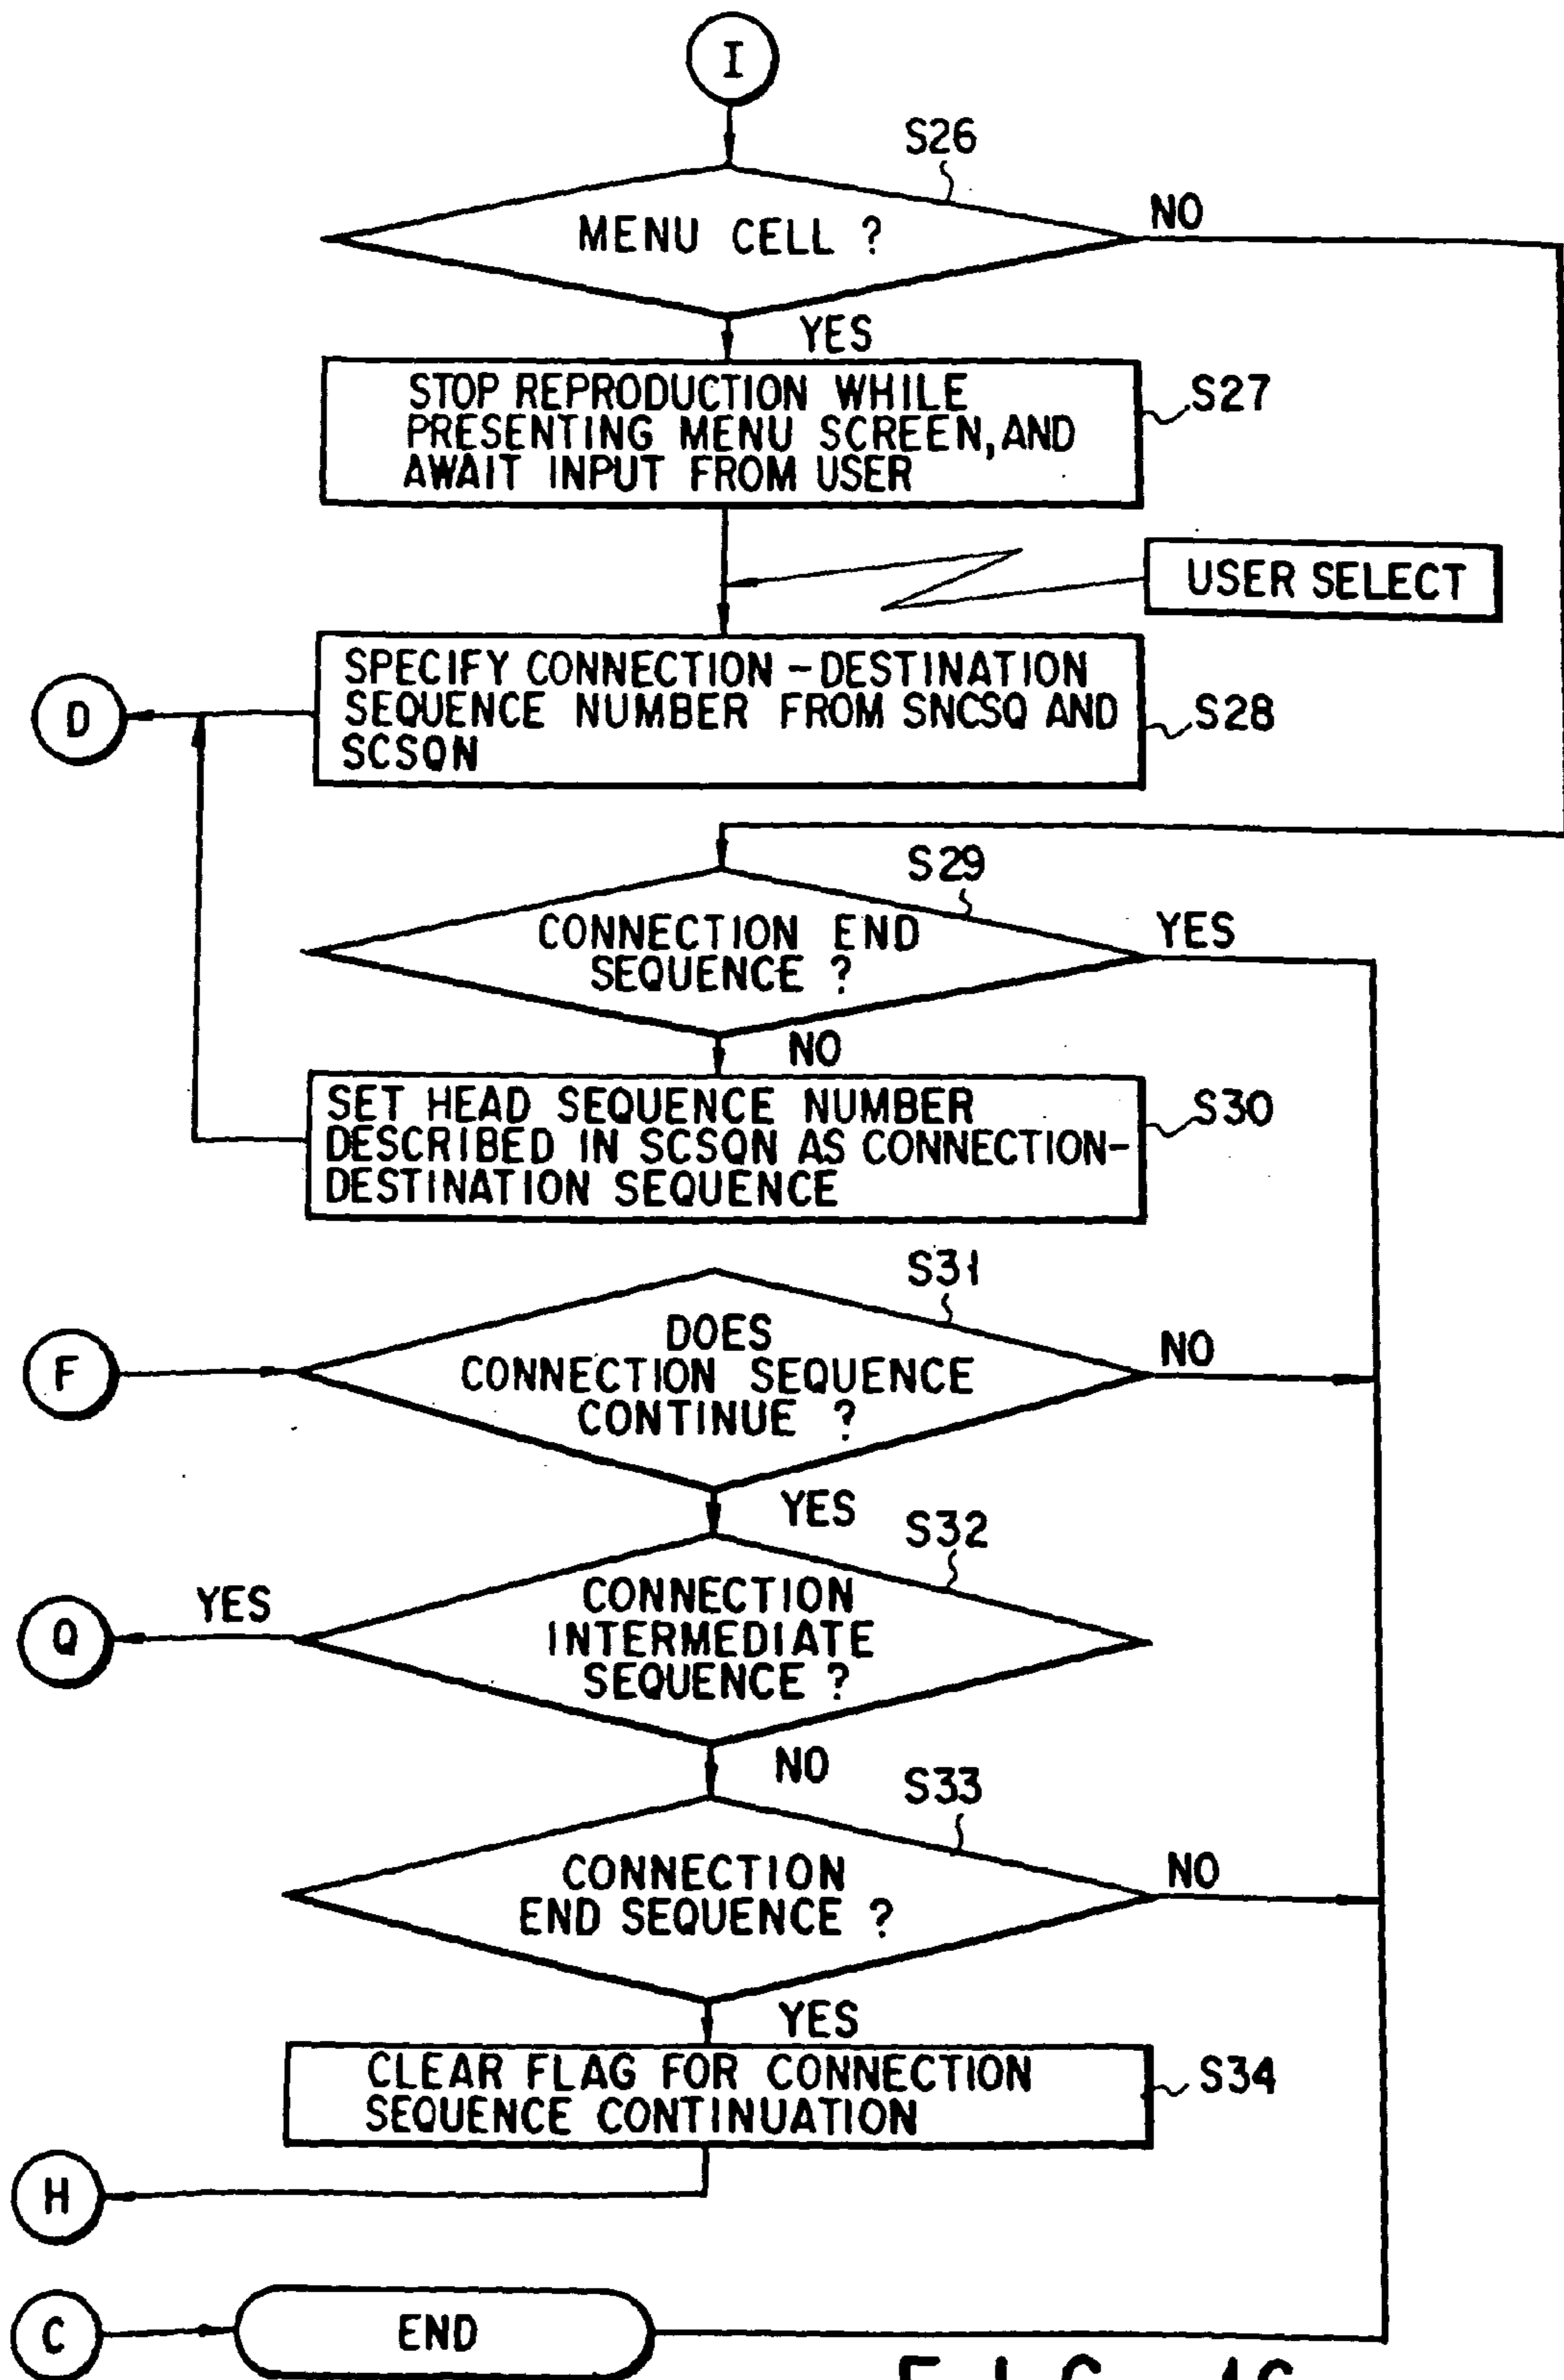 I
S26
MENU CELL ?
NO
YES
STOP REPRODUCTION WHILE
PRESENTING MENU SCREEN, AND
AWAIT INPUT FROM USER
S27
USER SELECT
SPECIFY CONNECTION-DESTINATION
SEQUENCE NUMBER FROM SNCSQ AND
SCSQN
S28
D
S29
CONNECTION END
SEQUENCE ?
YES
NO
SET HEAD SEQUENCE NUMBER
DESCRIBED IN SCSQN AS CONNECTION-
DESTINATION SEQUENCE
S30
S31
F
DOES
CONNECTION SEQUENCE
CONTINUE ?
NO
YES
S32
Q
YES
CONNECTION
INTERMEDIATE
SEQUENCE ?
NO
S33
CONNECTION
END SEQUENCE ?
NO
YES
CLEAR FLAG FOR CONNECTION
SEQUENCE CONTINUATION
S34
H
C
END